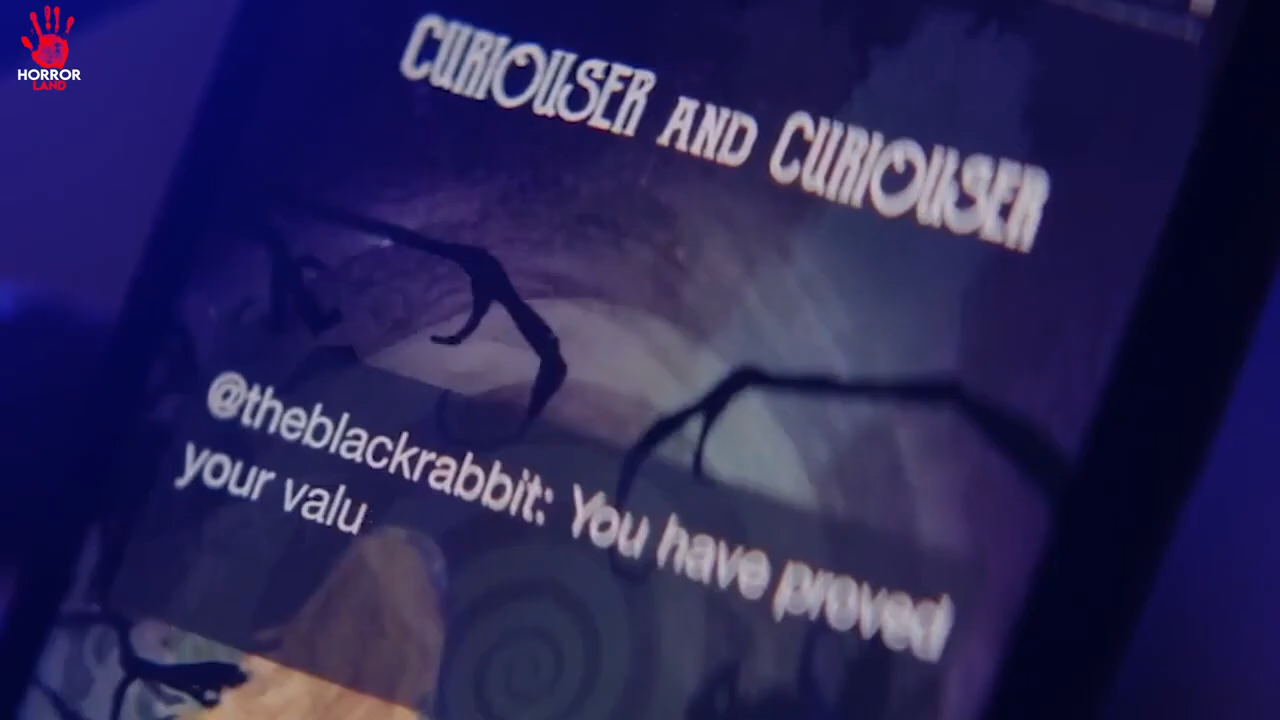 HORROR
LAND
CURIOUSER AND CURIOUSER
@theblackrabbit: You have proved
your valu